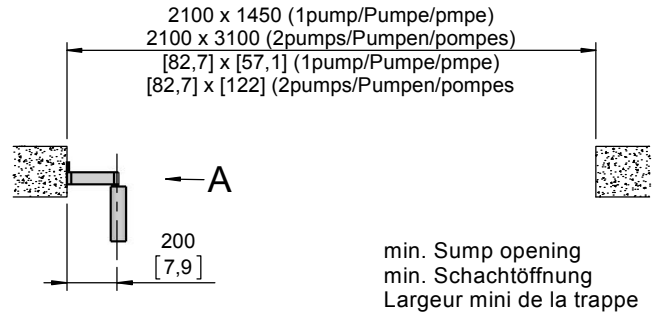 2100 x 1450 (1pump/Pumpe/pmpe)
2100 x 3100 (2pumps/Pumpen/pompes)
[82,7] x [57,1] (1pump/Pumpe/pmpe)
[82,7] x [122] (2pumps/Pumpen/pompes
A
200
[7,9]
min. Sump opening
min. Schachtöffnung
Largeur mini de la trappe